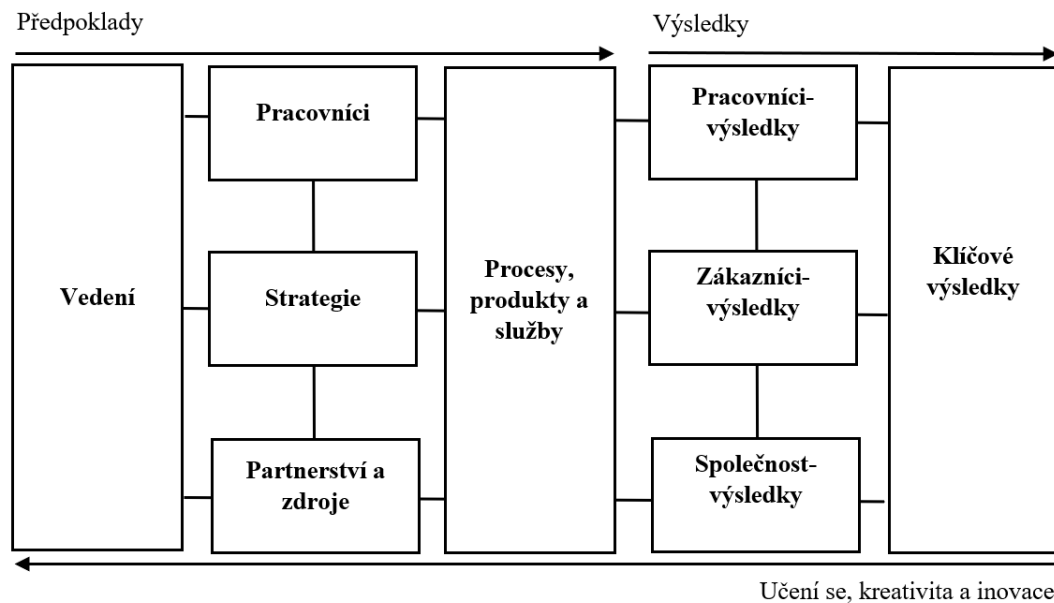 Předpoklady
Výsledky
Vedení
Pracovníci
Strategie
Partnerství a
zdroje
Procesy,
produkty a
služby
Pracovníci-
výsledky
Zákazníci-
výsledky
Společnost-
výsledky
Klíčové
výsledky
Učení se, kreativita a inovace